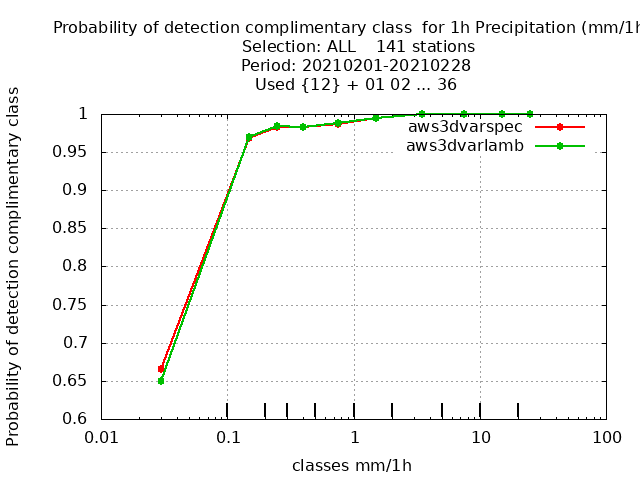 Probability of detection complimentary class  for 1h Precipitation (mm/1h
Selection: ALL    141 stations
Period: 20210201-20210228
Used {12} + 01 02 ... 36
Probability of detection complimentary class
1
0.95
0.9
0.85
0.8
0.75
0.7
0.65
0.6
aws3dvarspec
aws3dvarlamb
0.01 0.1 1 10 100
classes mm/1h